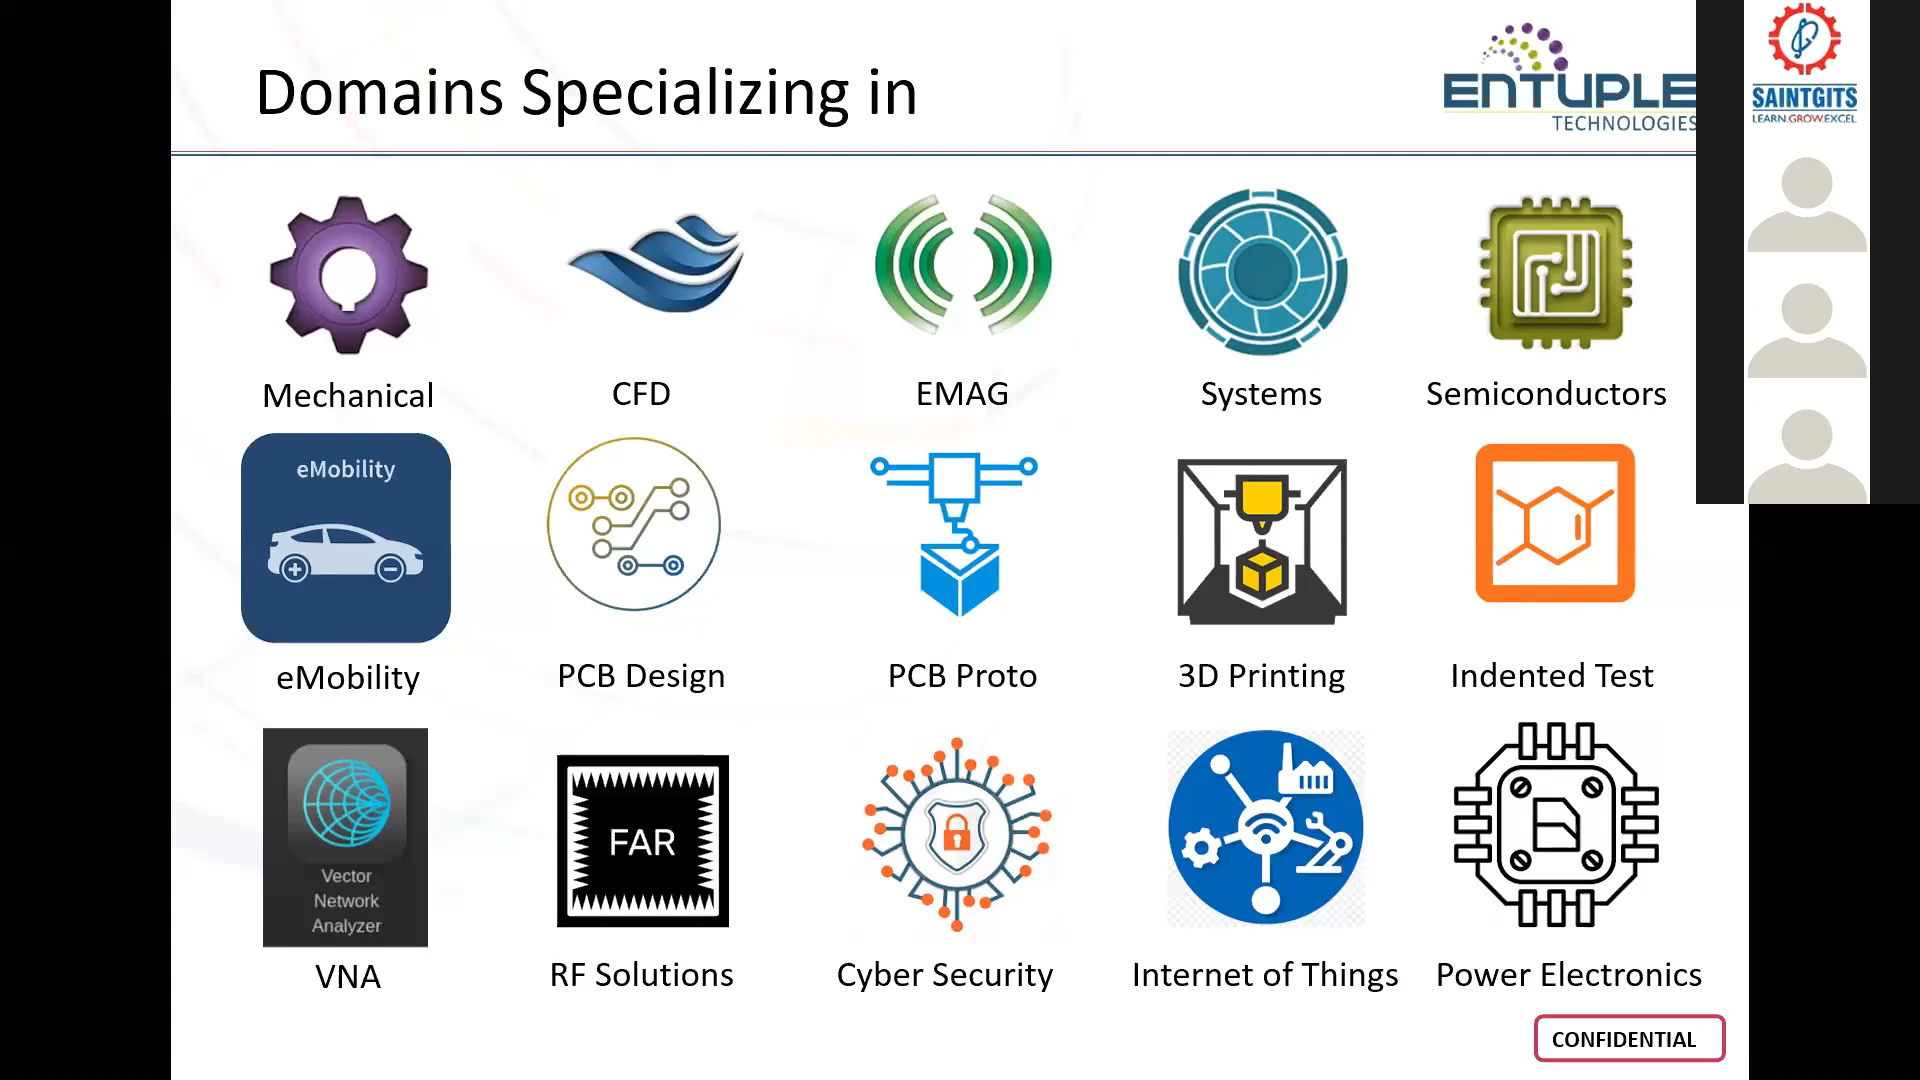 Domains Specializing in
ENTUPLE
TECHNOLOGIES
SAINTGITS
LEARN.GROW.EXCEL
Mechanical
CFD
EMAG
Systems
Semiconductors
eMobility
eMobility
PCB Design
PCB Proto
3D Printing
Indented Test
Vector
Network
Analyzer
FAR
VNA
RF Solutions
Cyber Security
Internet of Things
Power Electronics
CONFIDENTIAL